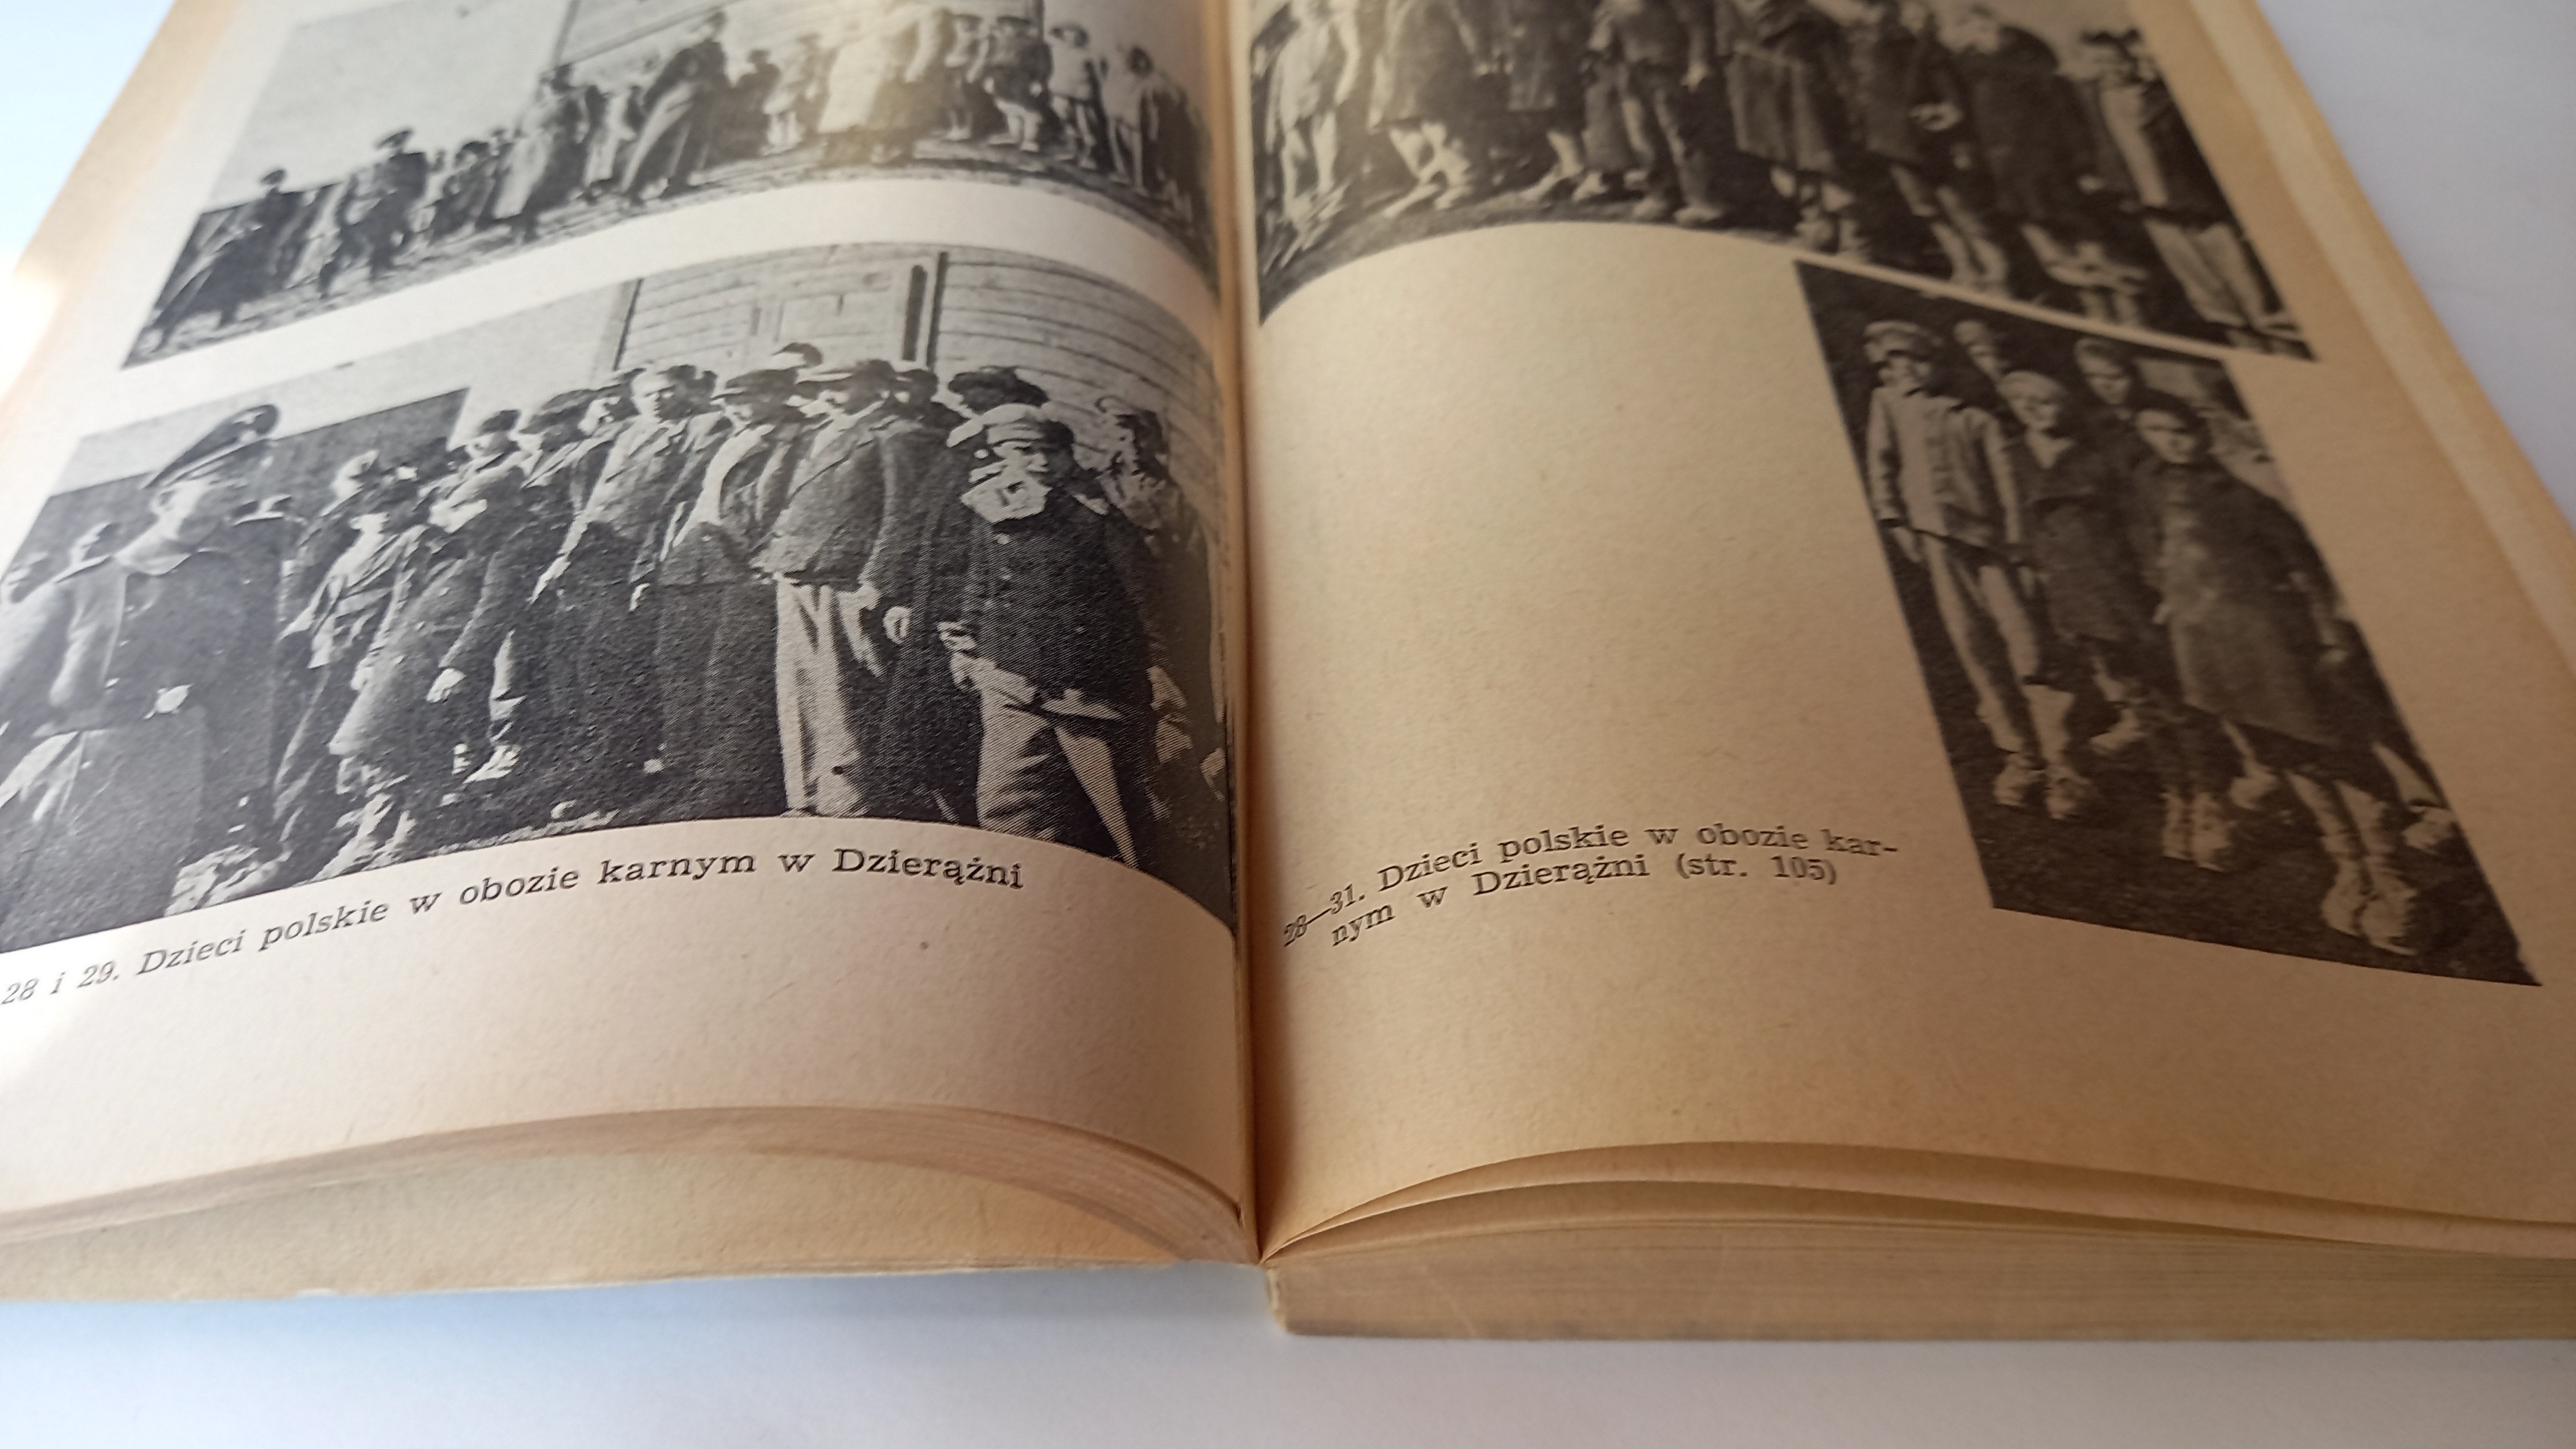 28 i 29. Dzieci polskie w obozie karnym w Dzierążni
28—31. Dzieci polskie w obozie kar-
nym w Dzierążni (str. 105)